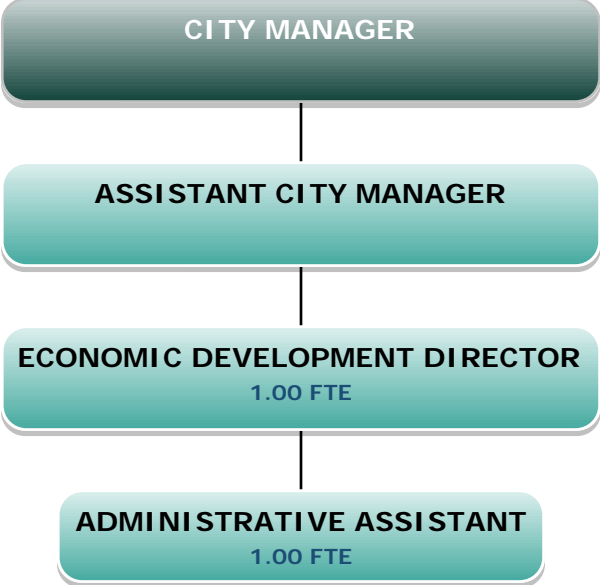 CITY MANAGER
ASSISTANT CITY MANAGER
ECONOMIC DEVELOPMENT DIRECTOR
1.00 FTE
ADMINISTRATIVE ASSISTANT
1.00 FTE